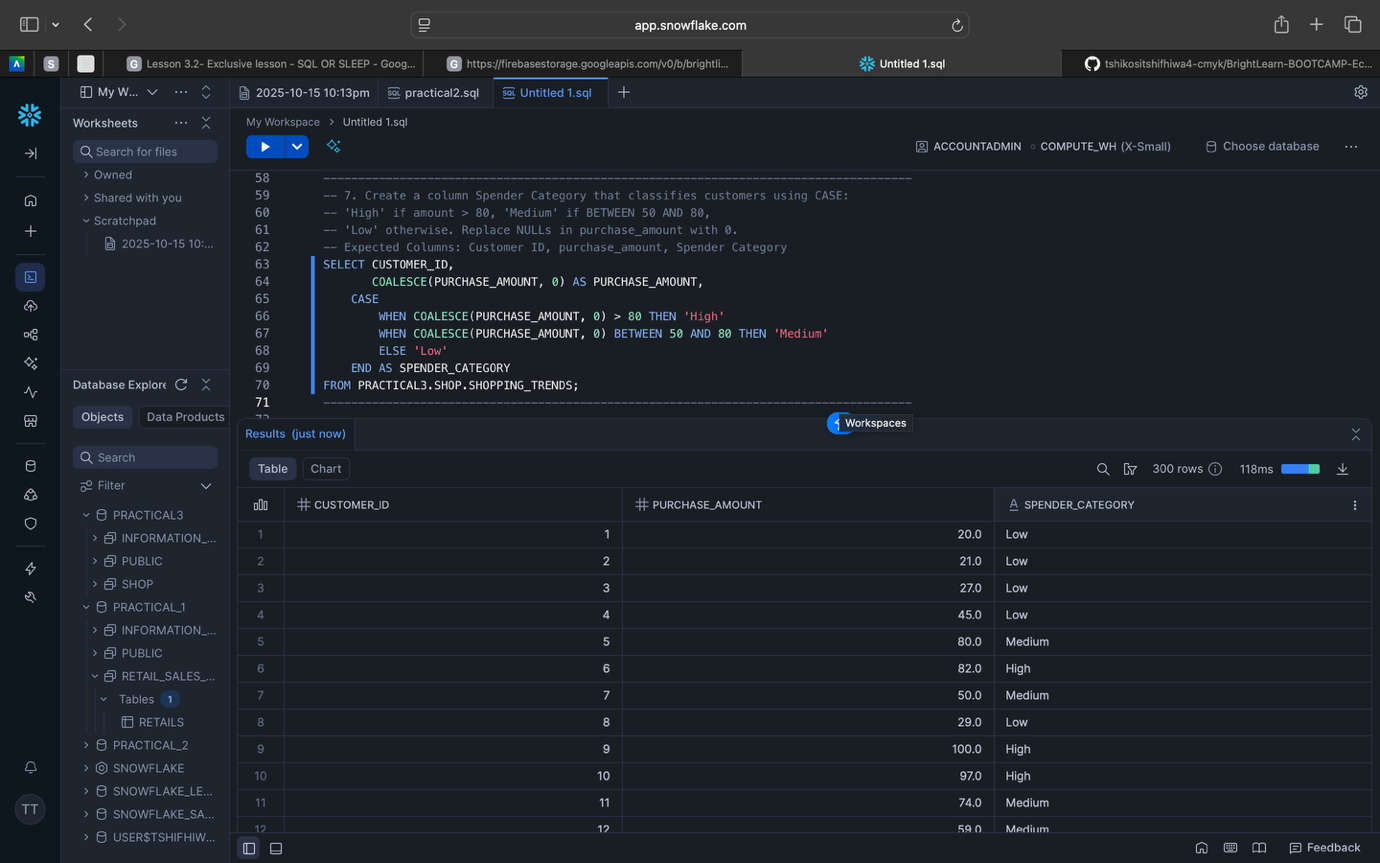 app.snowflake.com
S
G Lesson 3.2- Exclusive lesson - SQL OR SLEEP - Goog...
G https://firebasestorage.googleapis.com/v0/b/brightli...
Untitled 1.sql
tshikositshifhiwa4-cmyk/BrightLearn-BOOTCAMP-Ec...
My W...
2025-10-15 10:13pm
SQL practical2.sql
SQL Untitled 1.sql
Worksheets
Search for files
Owned
Shared with you
Scratchpad
2025-10-15 10:...
My Workspace > Untitled 1.sql
ACCOUNTADMIN
COMPUTE_WH (X-Small)
Choose database
58 -------------------------------------------------------------------------------------
59 -- 7. Create a column Spender Category that classifies customers using CASE:
60 -- 'High' if amount > 80, 'Medium' if BETWEEN 50 AND 80,
61 -- 'Low' otherwise. Replace NULLs in purchase_amount with 0.
62 -- Expected Columns: Customer ID, purchase_amount, Spender Category
63 SELECT CUSTOMER_ID,
64 COALESCE(PURCHASE_AMOUNT, 0) AS PURCHASE_AMOUNT,
65 CASE
66 WHEN COALESCE(PURCHASE_AMOUNT, 0) > 80 THEN 'High'
67 WHEN COALESCE(PURCHASE_AMOUNT, 0) BETWEEN 50 AND 80 THEN 'Medium'
68 ELSE 'Low'
69 END AS SPENDER_CATEGORY
70 FROM PRACTICAL3.SHOP.SHOPPING_TRENDS;
71 -------------------------------------------------------------------------------------
Workspaces
Database Explore
Objects
Data Products
Search
Filter
PRACTICAL3
INFORMATION_...
PUBLIC
SHOP
PRACTICAL_1
INFORMATION_...
PUBLIC
RETAIL_SALES_...
Tables 1
RETAILS
PRACTICAL_2
SNOWFLAKE
SNOWFLAKE_LE...
SNOWFLAKE_SA...
USER$TSHIFHIW...
TT
Results (just now)
Table
Chart
300 rows
118ms
CUSTOMER_ID PURCHASE_AMOUNT A SPENDER_CATEGORY
1 1 20.0 Low
2 2 21.0 Low
3 3 27.0 Low
4 4 45.0 Low
5 5 80.0 Medium
6 6 82.0 High
7 7 50.0 Medium
8 8 29.0 Low
9 9 100.0 High
10 10 97.0 High
11 11 74.0 Medium
12 12 59.0 Medium
Feedback